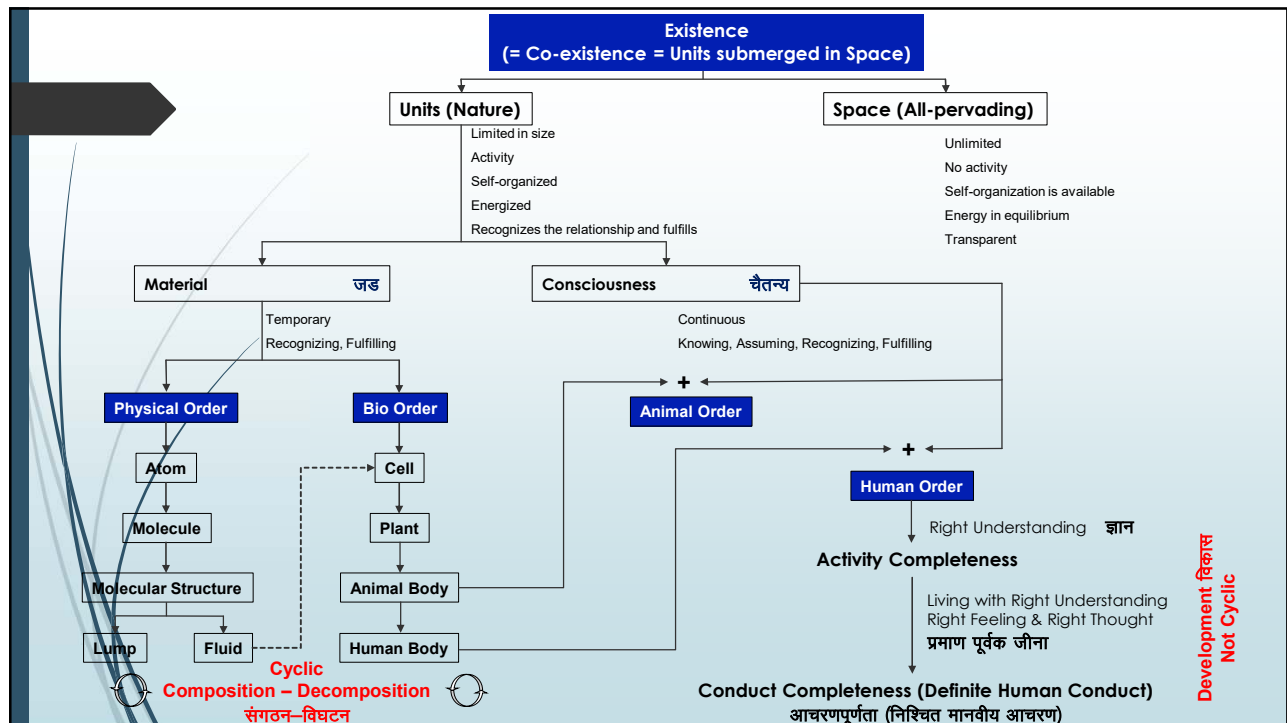 Existence
(= Co-existence = Units submerged in Space)
Units (Nature)
Limited in size
Activity
Self-organized
Energized
Recognizes the relationship and fulfills
Space (All-pervading)
Unlimited
No activity
Self-organization is available
Energy in equilibrium
Transparent
Material जड
Temporary
Recognizing, Fulfilling
Consciousness चैतन्य
Continuous
Knowing, Assuming, Recognizing, Fulfilling
Physical Order
Atom
Molecule
Molecular Structure
Lump
Fluid
Bio Order
Cell
Plant
Animal Body
Human Body
+
Animal Order
+
Human Order
Right Understanding ज्ञान
Activity Completeness
Living with Right Understanding
Right Feeling & Right Thought
प्रमाण पूर्वक जीना
Conduct Completeness (Definite Human Conduct)
आचरणपूर्णता (निश्चित मानवीय आचरण)
Cyclic
Composition – Decomposition
संगठन–विघटन
Development विकास
Not Cyclic